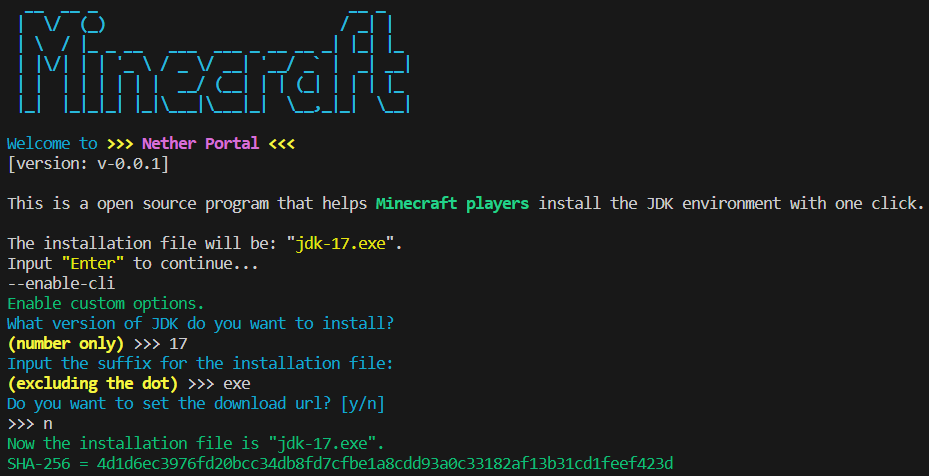 Minecraft
Welcome to >>> Nether Portal <<<
[version: v-0.0.1]
This is a open source program that helps Minecraft players install the JDK environment with one click.
The installation file will be: "jdk-17.exe".
Input "Enter" to continue...
--enable-cli
Enable custom options.
What version of JDK do you want to install?
(number only) >>> 17
Input the suffix for the installation file:
(excluding the dot) >>> exe
Do you want to set the download url? [y/n]
>>> n
Now the installation file is "jdk-17.exe".
SHA-256 = 4d1d6ec3976fd20bcc34db8fd7cfbe1a8cdd93a0c33182af13b31cd1feef423d